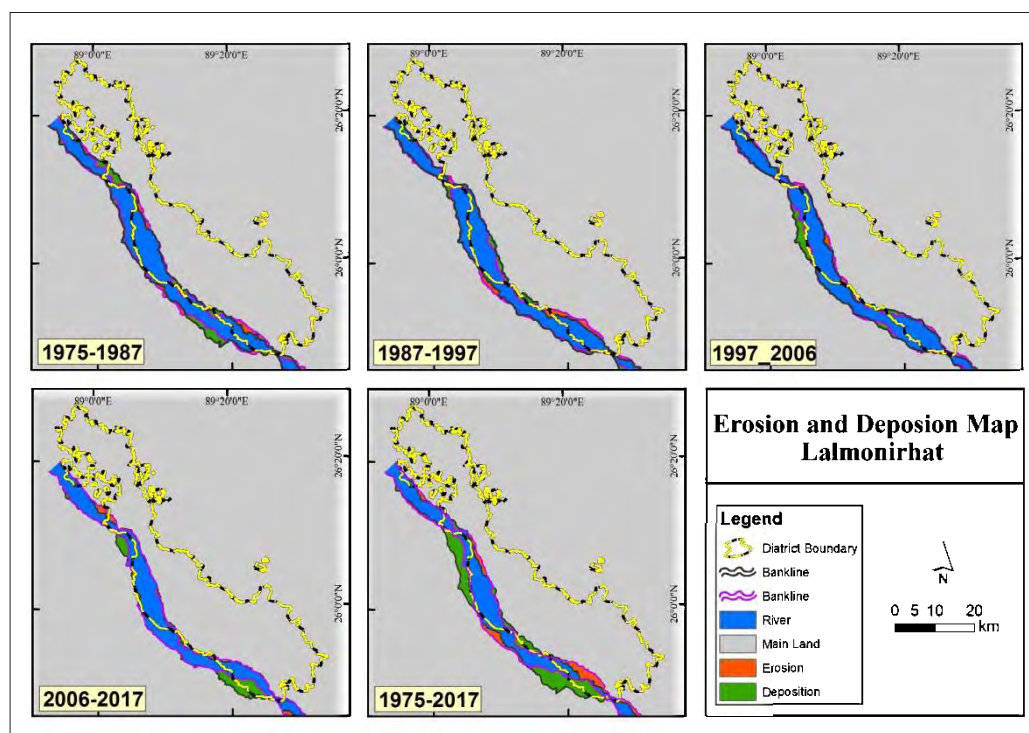 89°0'0"E 89°20'0"E
26°20'0"N
26°0'0"N
1975-1987
89°0'0"E 89°20'0"E
26°20'0"N
26°0'0"N
1987-1997
89°0'0"E 89°20'0"E
26°20'0"N
26°0'0"N
1997_2006
89°0'0"E 89°20'0"E
26°20'0"N
26°0'0"N
2006-2017
89°0'0"E 89°20'0"E
26°20'0"N
26°0'0"N
1975-2017
Erosion and Deposion Map
Lalmonirhat
Legend
Diatrict Boundary
Bankline
Bankline
River
Main Land
Erosion
Deposition
N
0 5 10 20
km